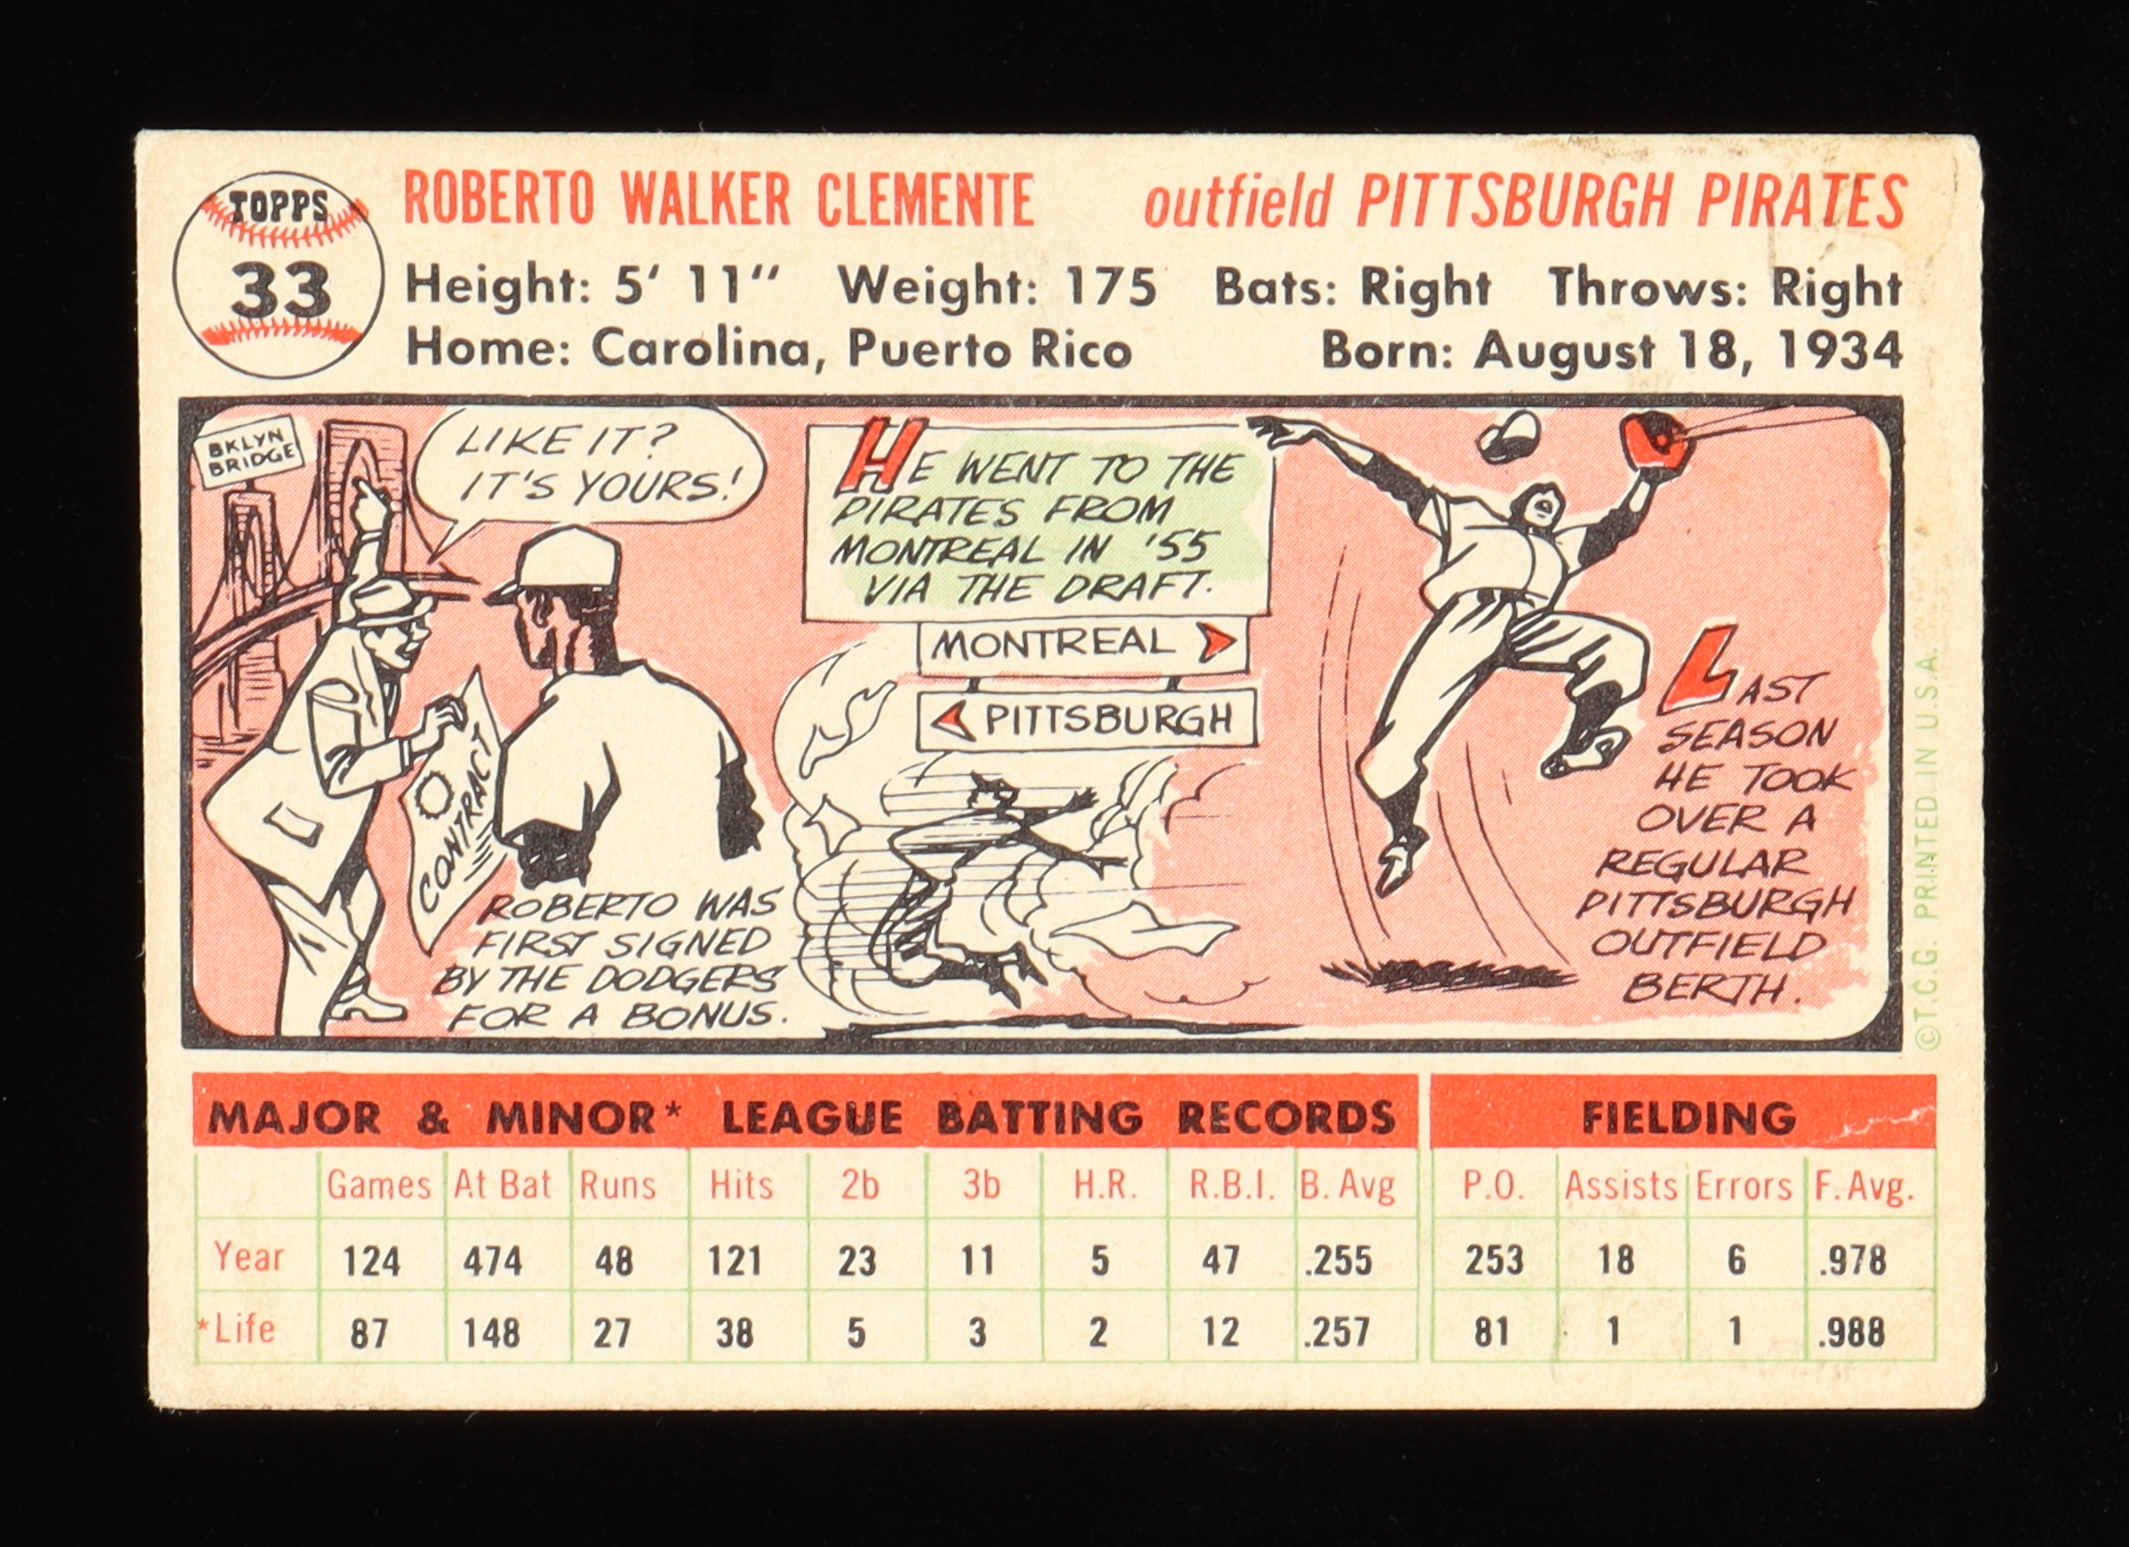 TOPPS
33
ROBERTO WALKER CLEMENTE outfield PITTSBURGH PIRATES
Height: 5' 11" Weight: 175 Bats: Right Throws: Right
Home: Carolina, Puerto Rico Born: August 18, 1934
BKLYN
BRIDGE
LIKE IT?
IT'S YOURS!
CONTRACT
ROBERTO WAS
FIRST SIGNED
BY THE DODGERS
FOR A BONUS.
HE WENT TO THE
PIRATES FROM
MONTREAL IN '55
VIA THE DRAFT.
MONTREAL
PITTSBURGH
LAST
SEASON
HE TOOK
OVER A
REGULAR
PITTSBURGH
OUTFIELD
BERTH.
©T.C.G. PRINTED IN U.S.A.
MAJOR & MINOR* LEAGUE BATTING RECORDS FIELDING
Games At Bat Runs Hits 2b 3b H.R. R.B.I. B. Avg P.O. Assists Errors F. Avg.
Year 124 474 48 121 23 11 5 47 .255 253 18 6 .978
*Life 87 148 27 38 5 3 2 12 .257 81 1 1 .988